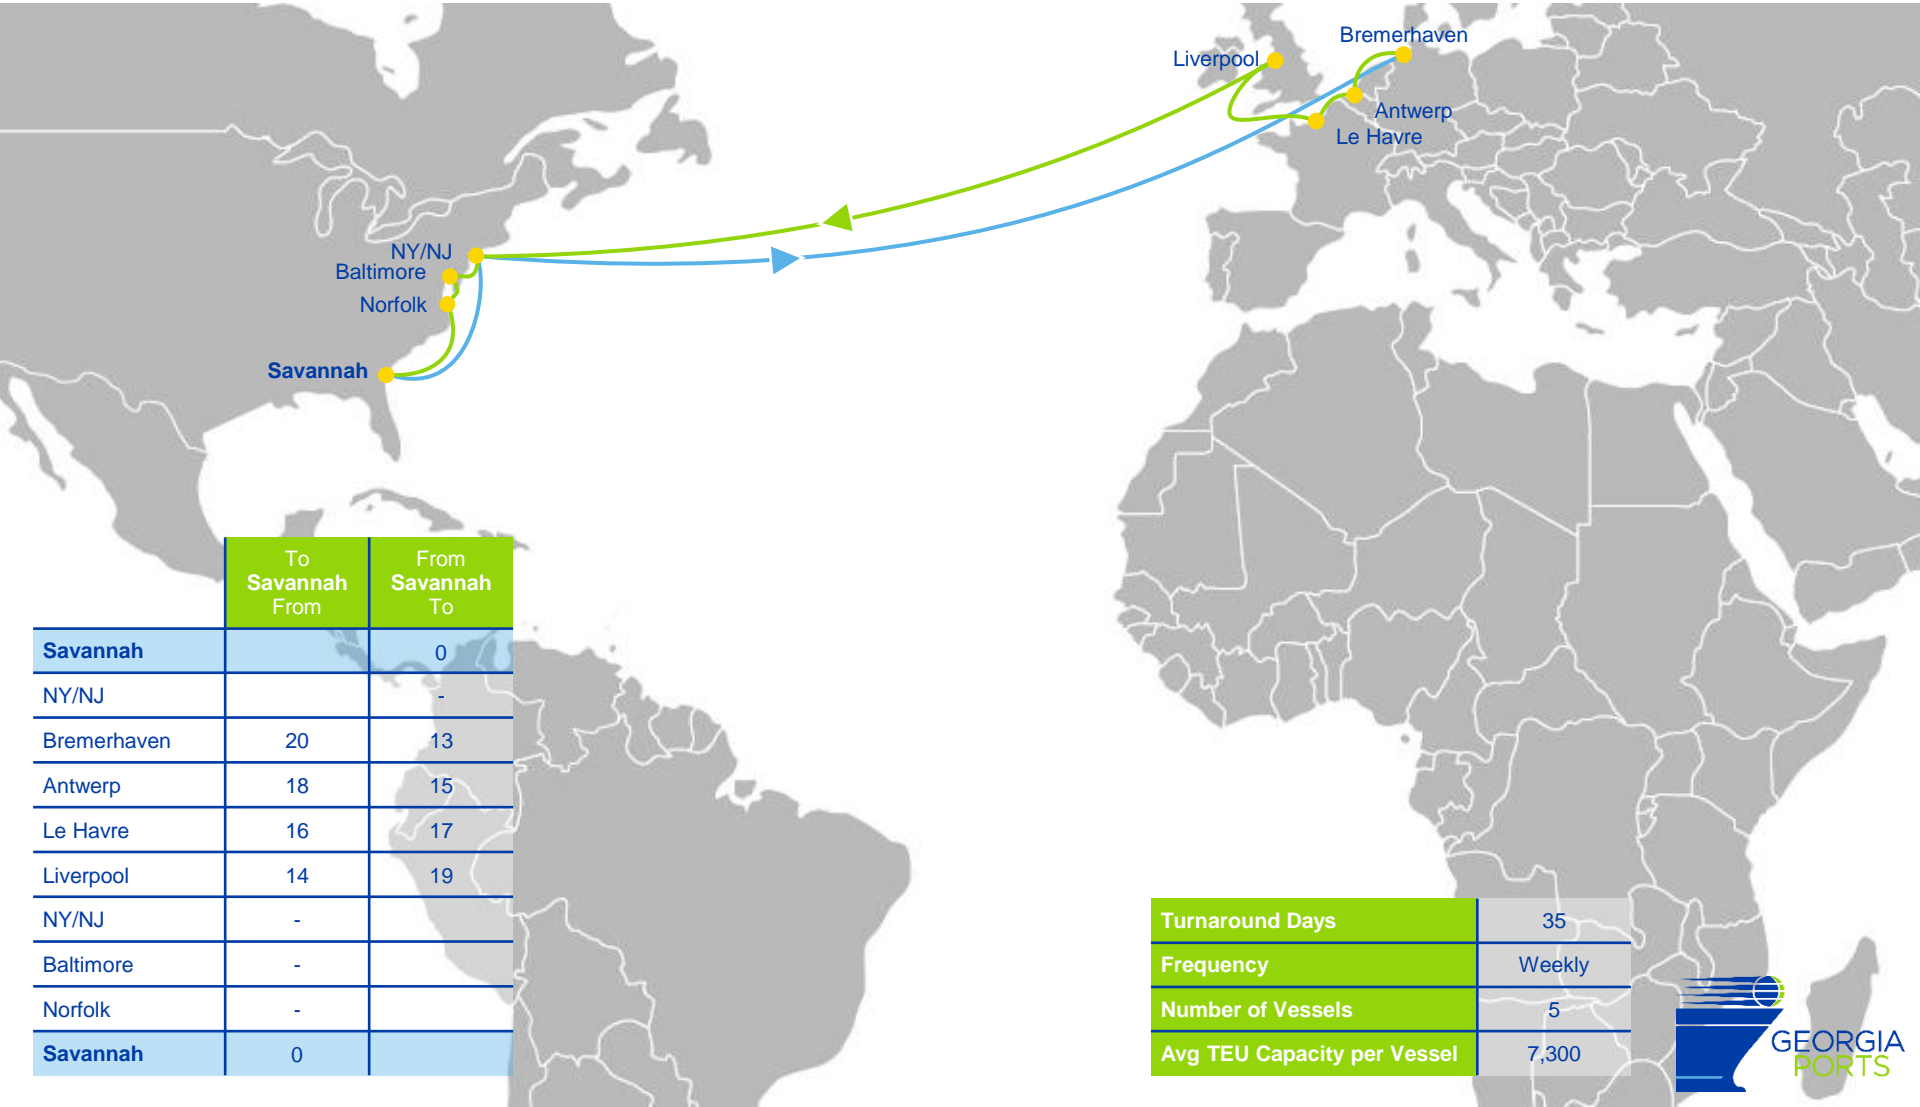 Bremerhaven
Liverpool
Antwerp
Le Havre
NY/NJ
Baltimore
Norfolk
Savannah
To Savannah From
From Savannah To
Savannah 0
NY/NJ -
Bremerhaven 20 13
Antwerp 18 15
Le Havre 16 17
Liverpool 14 19
NY/NJ -
Baltimore -
Norfolk -
Savannah 0
Turnaround Days 35
Frequency Weekly
Number of Vessels 5
Avg TEU Capacity per Vessel 7,300
GEORGIA
PORTS